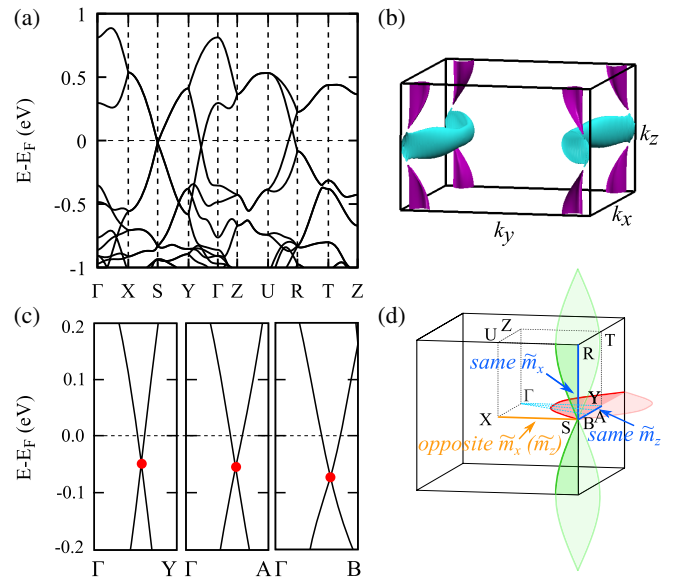 (a)
1
0.5
0
-0.5
-1
E-E_F (eV)
Γ X S Y Γ Z U R T Z
(b)
k_z
k_x
k_y
(c)
0.2
0.1
0.0
-0.1
-0.2
E-E_F (eV)
Γ Y Γ A Γ B
(d)
U Z T
R
same m̃_x
Γ Y
X S B A
opposite m̃_x (m̃_z)
same m̃_z